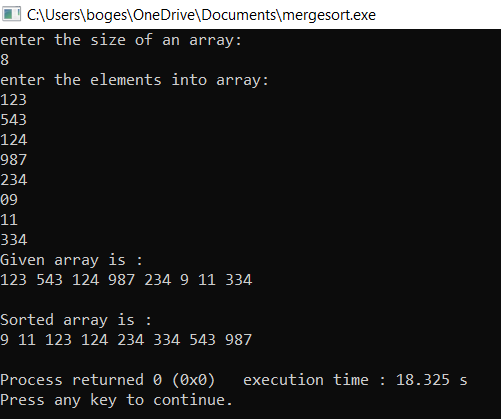 C:\Users\boges\OneDrive\Documents\mergesort.exe
enter the size of an array:
8
enter the elements into array:
123
543
124
987
234
09
11
334
Given array is :
123 543 124 987 234 9 11 334
Sorted array is :
9 11 123 124 234 334 543 987
Process returned 0 (0x0)   execution time : 18.325 s
Press any key to continue.